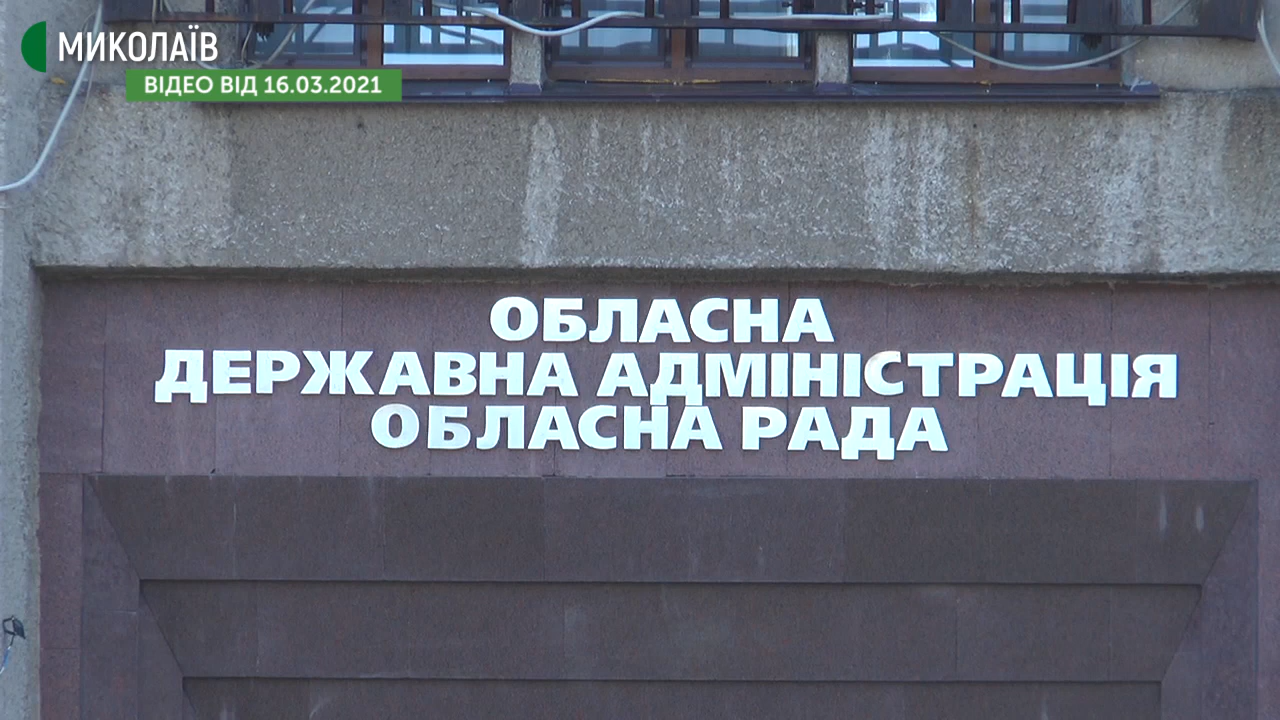 МИКОЛАЇВ
ВІДЕО ВІД 16.03.2021
ОБЛАСНА
ДЕРЖАВНА АДМІНІСТРАЦІЯ
ОБЛАСНА РАДА